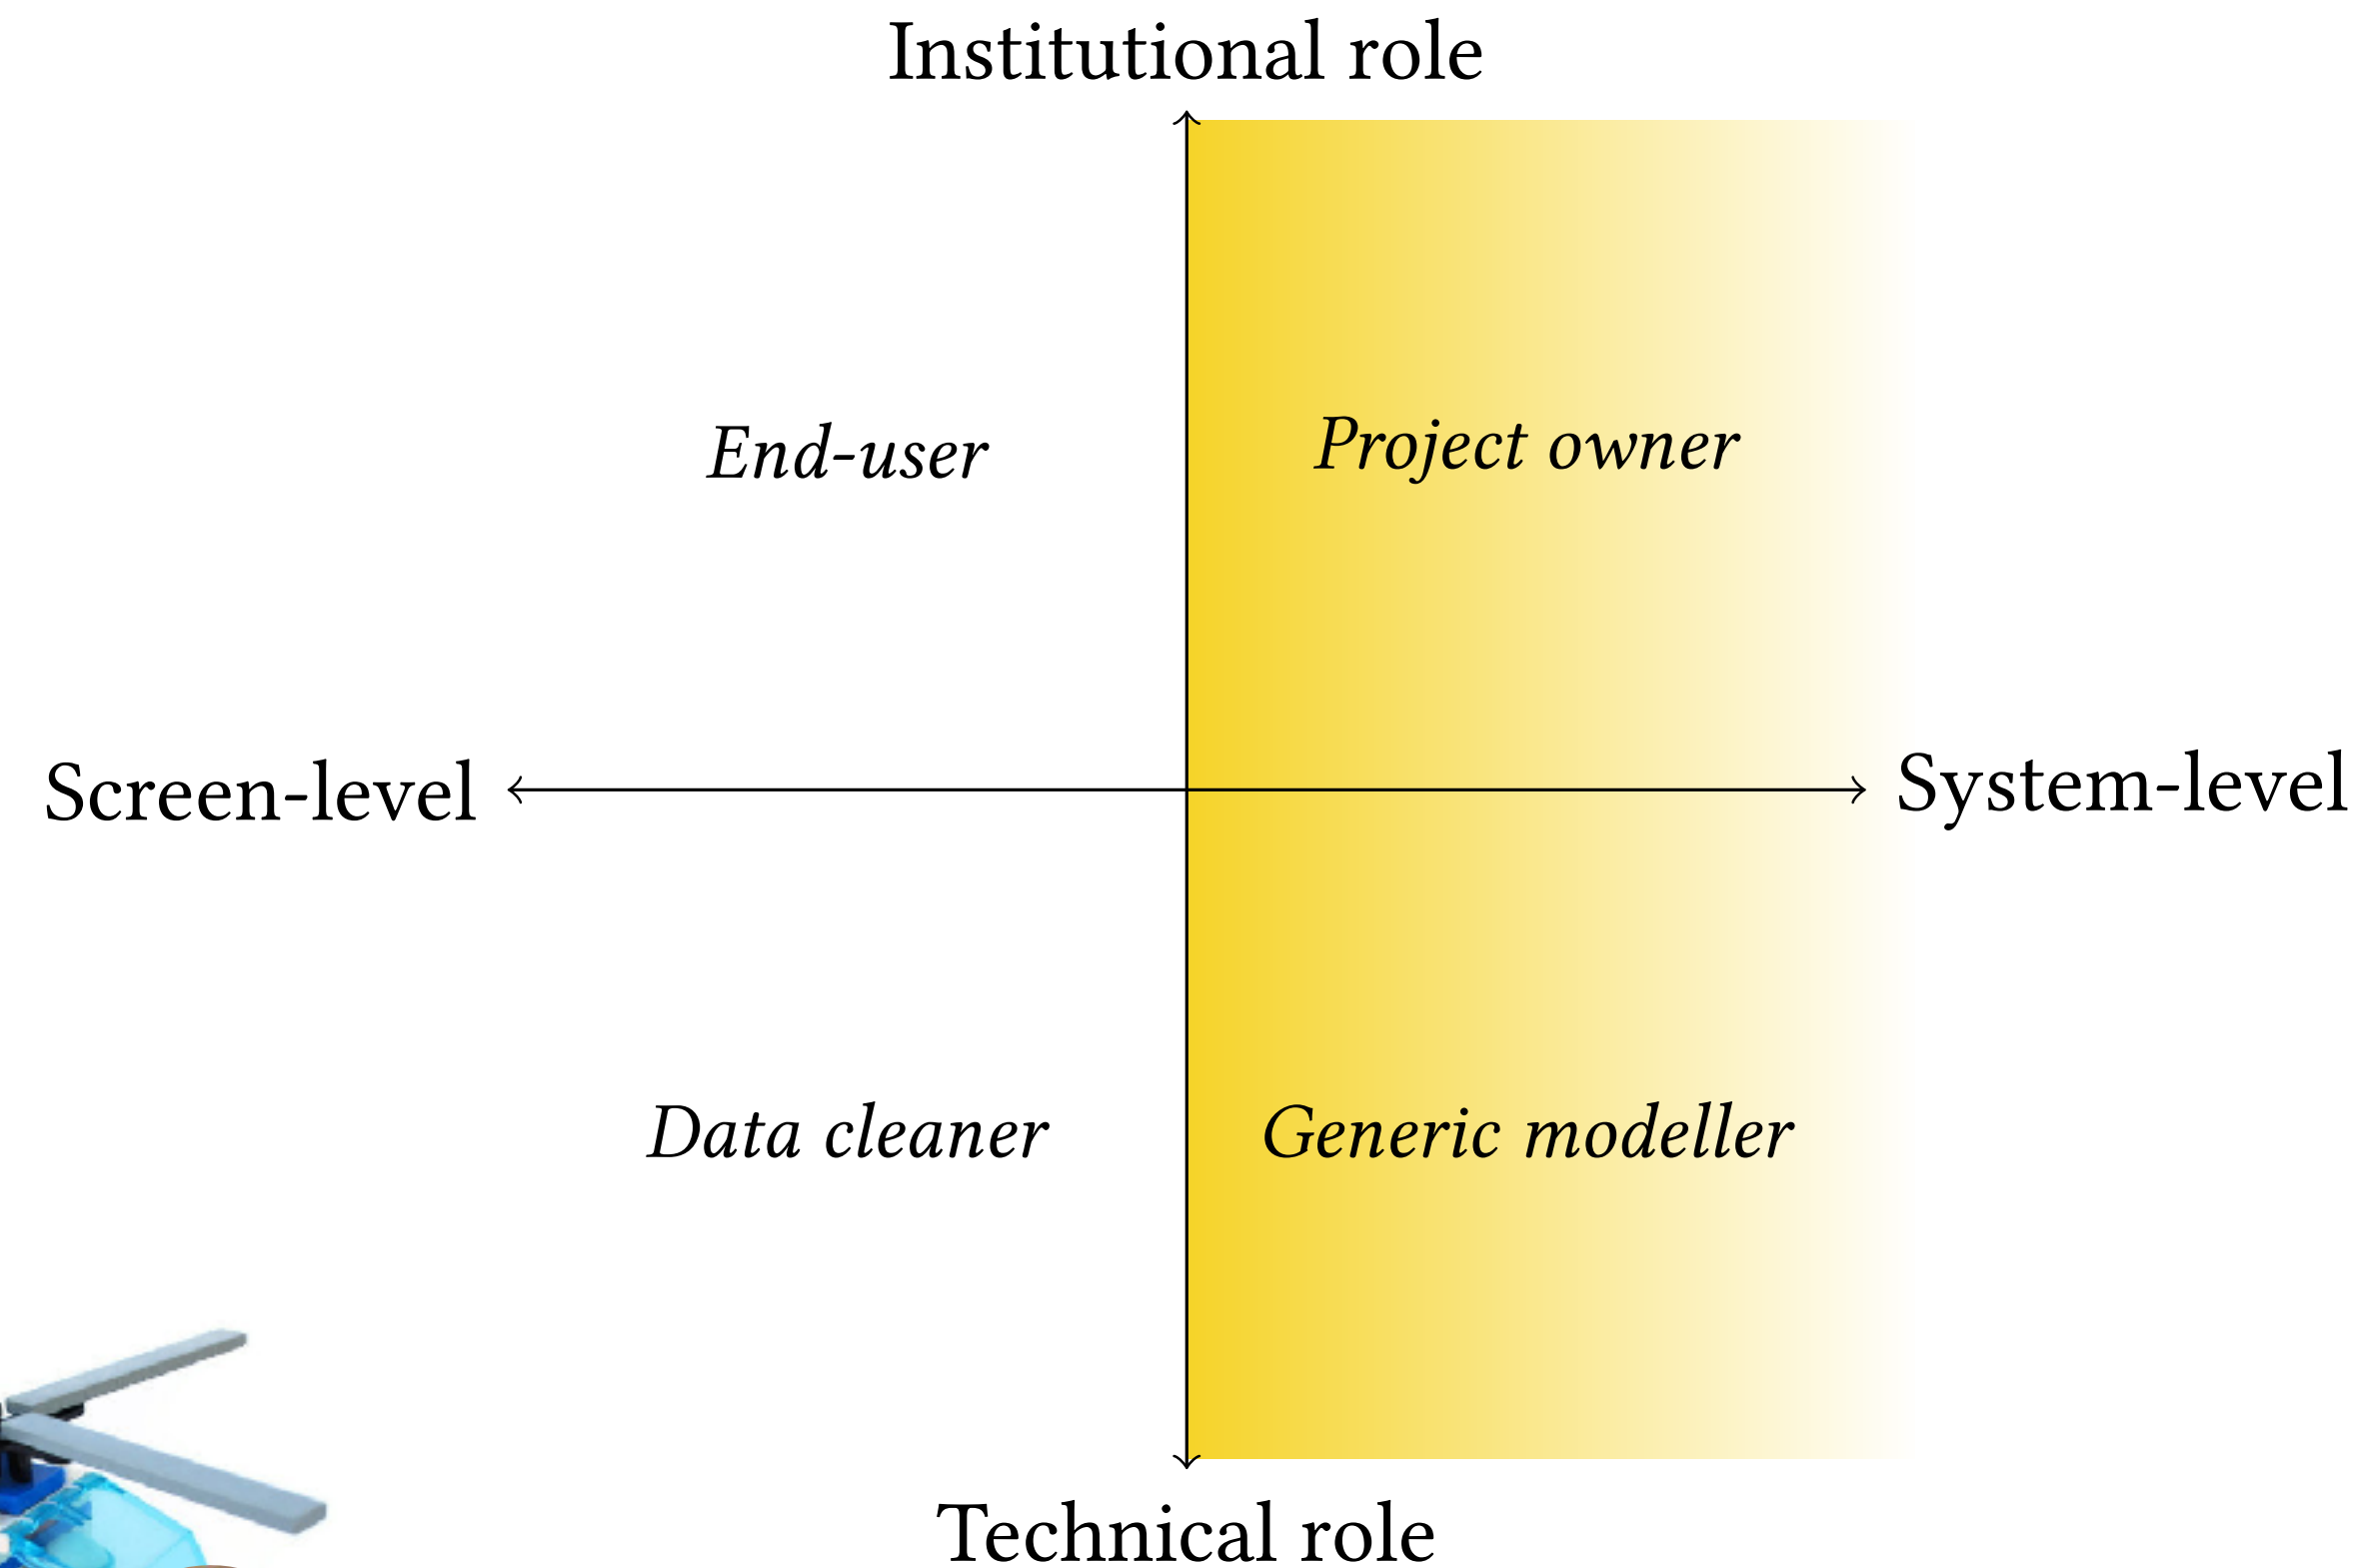 Institutional role
End-user
Project owner
Screen-level
System-level
Data cleaner
Generic modeller
Technical role